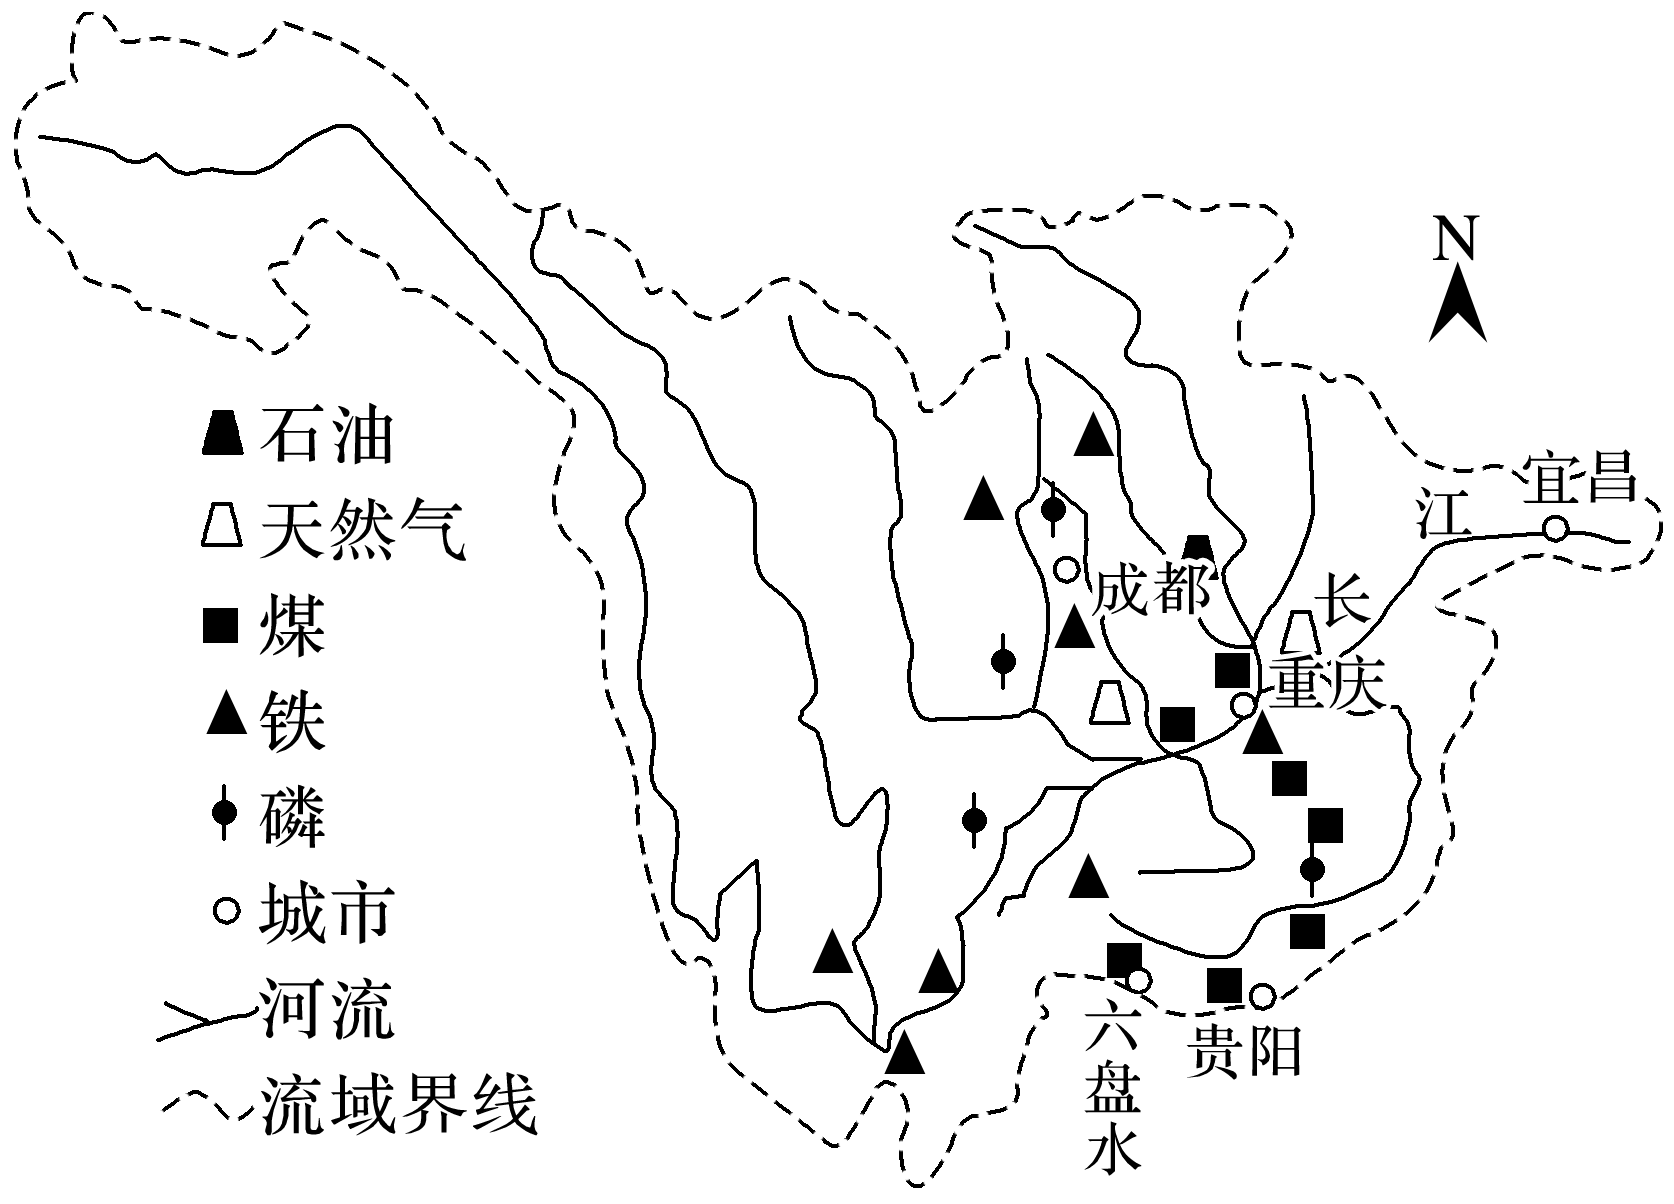 N
宜昌
江
长
成都
重庆
六盘水
贵阳
石油
天然气
煤
铁
磷
城市
河流
流域界线